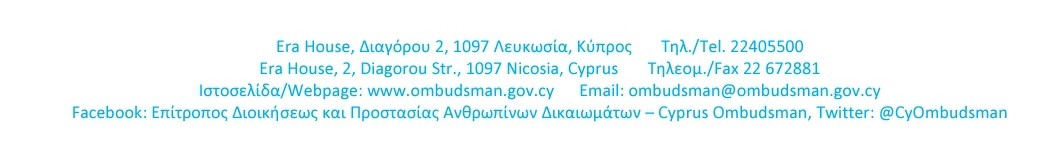 Era House, Διαγόρου 2, 1097 Λευκωσία, Κύπρος Τηλ./Tel. 22405500
Era House, 2, Diagorou Str., 1097 Nicosia, Cyprus Τηλεομ./Fax 22 672881
Ιστοσελίδα/Webpage: www.ombudsman.gov.cy Email: ombudsman@ombudsman.gov.cy
Facebook: Επίτροπος Διοικήσεως και Προστασίας Ανθρωπίνων Δικαιωμάτων – Cyprus Ombudsman, Twitter: @CyOmbudsman